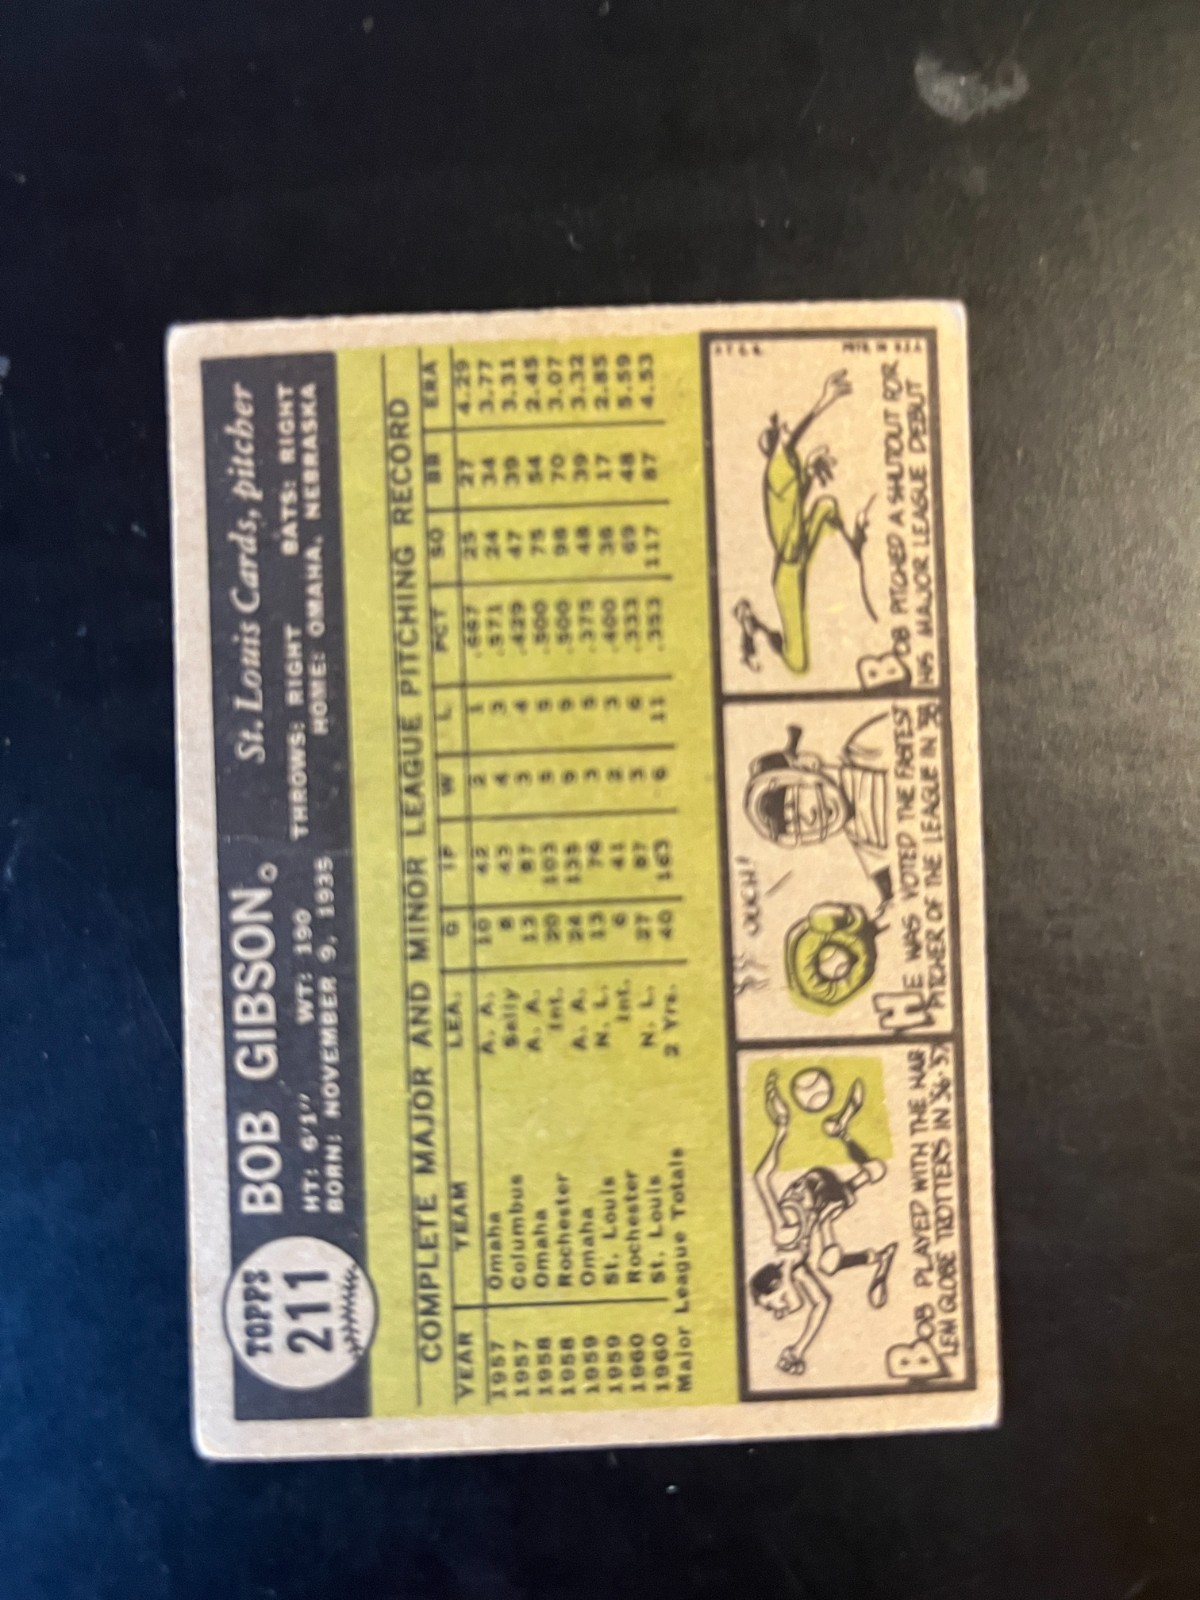 TOPPS
211
BOB GIBSON
St. Louis Cards, pitcher
HT: 6'1" WT: 190 THROWS: RIGHT BATS: RIGHT
BORN: NOVEMBER 9, 1935 HOME: OMAHA, NEBRASKA
COMPLETE MAJOR AND MINOR LEAGUE PITCHING RECORD
YEAR TEAM LEA. G IP W L PCT SO BB ERA
1957 Omaha A. A. 10 42 2 1 .667 25 27 4.29
1957 Columbus Sally 8 43 4 3 .571 24 34 3.77
1958 Omaha A. A. 13 87 3 4 .429 47 39 3.31
1958 Rochester Int. 20 103 5 5 .500 75 54 2.45
1959 Omaha A. A. 24 135 9 9 .500 98 70 3.07
1959 St. Louis N. L. 13 76 3 5 .375 48 39 3.32
1960 Rochester Int. 6 41 2 3 .400 36 17 2.85
1960 St. Louis N. L. 27 87 3 6 .333 69 48 5.59
Major League Totals 2 Yrs. 40 163 6 11 .353 117 87 4.53
BOB PLAYED WITH THE HAR
LEM GLOBE TROTTERS IN '56-'57
OUCH!
HE WAS VOTED THE FASTEST
PITCHER OF THE LEAGUE IN '58
T.C.G. PRTD. IN U.S.A.
BOB PITCHED A SHUTOUT FOR
HIS MAJOR LEAGUE DEBUT